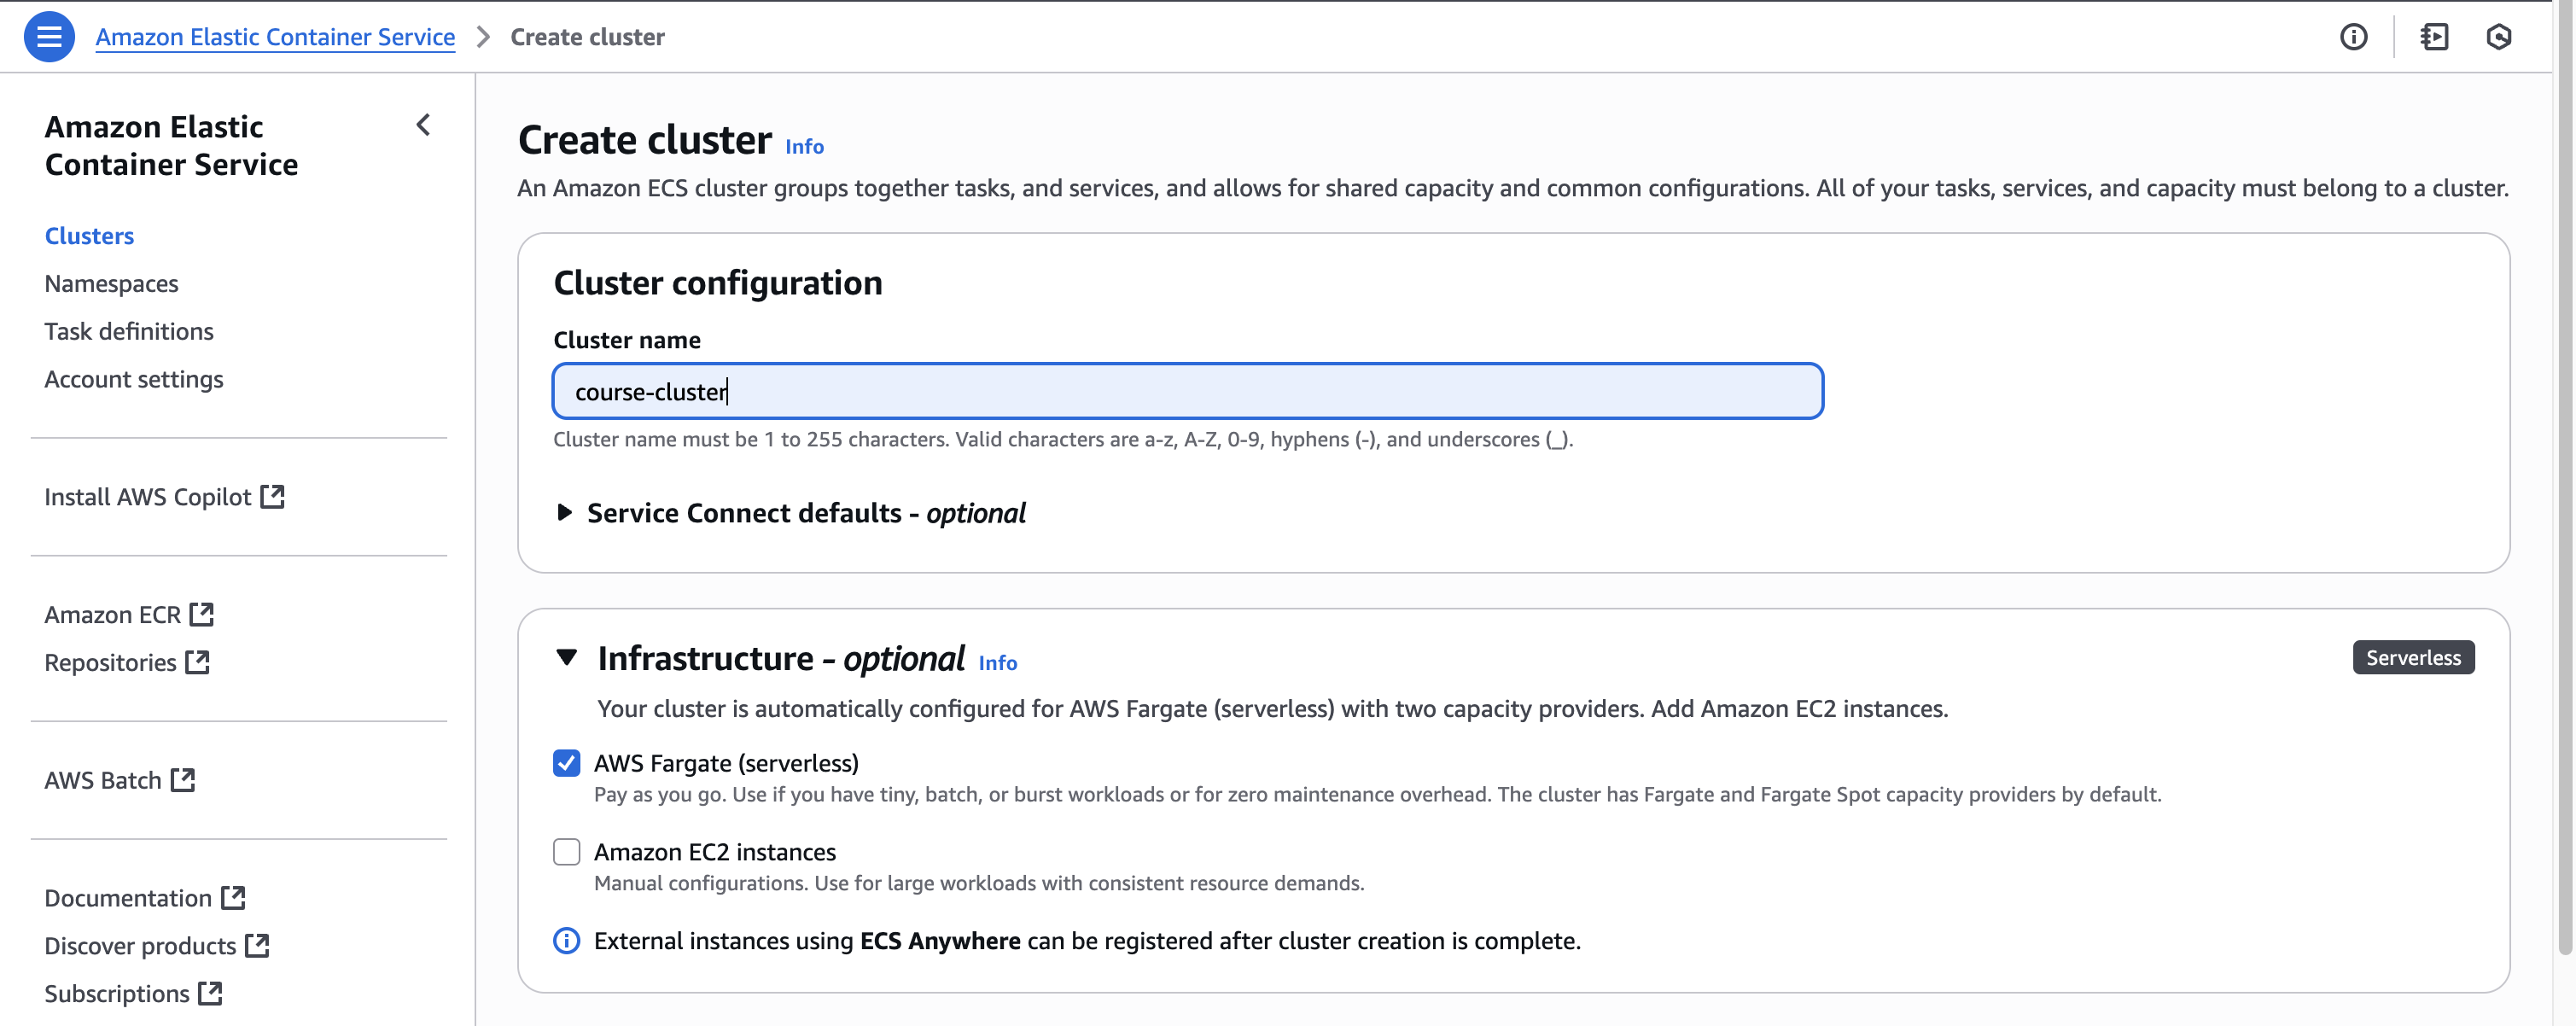 Amazon Elastic Container Service > Create cluster
Amazon Elastic
Container Service
Clusters
Namespaces
Task definitions
Account settings
Install AWS Copilot
Amazon ECR
Repositories
AWS Batch
Documentation
Discover products
Subscriptions
Create cluster Info
An Amazon ECS cluster groups together tasks, and services, and allows for shared capacity and common configurations. All of your tasks, services, and capacity must belong to a cluster.
Cluster configuration
Cluster name
course-cluster
Cluster name must be 1 to 255 characters. Valid characters are a-z, A-Z, 0-9, hyphens (-), and underscores (_).
Service Connect defaults - optional
Infrastructure - optional Info
Serverless
Your cluster is automatically configured for AWS Fargate (serverless) with two capacity providers. Add Amazon EC2 instances.
AWS Fargate (serverless)
Pay as you go. Use if you have tiny, batch, or burst workloads or for zero maintenance overhead. The cluster has Fargate and Fargate Spot capacity providers by default.
Amazon EC2 instances
Manual configurations. Use for large workloads with consistent resource demands.
External instances using ECS Anywhere can be registered after cluster creation is complete.